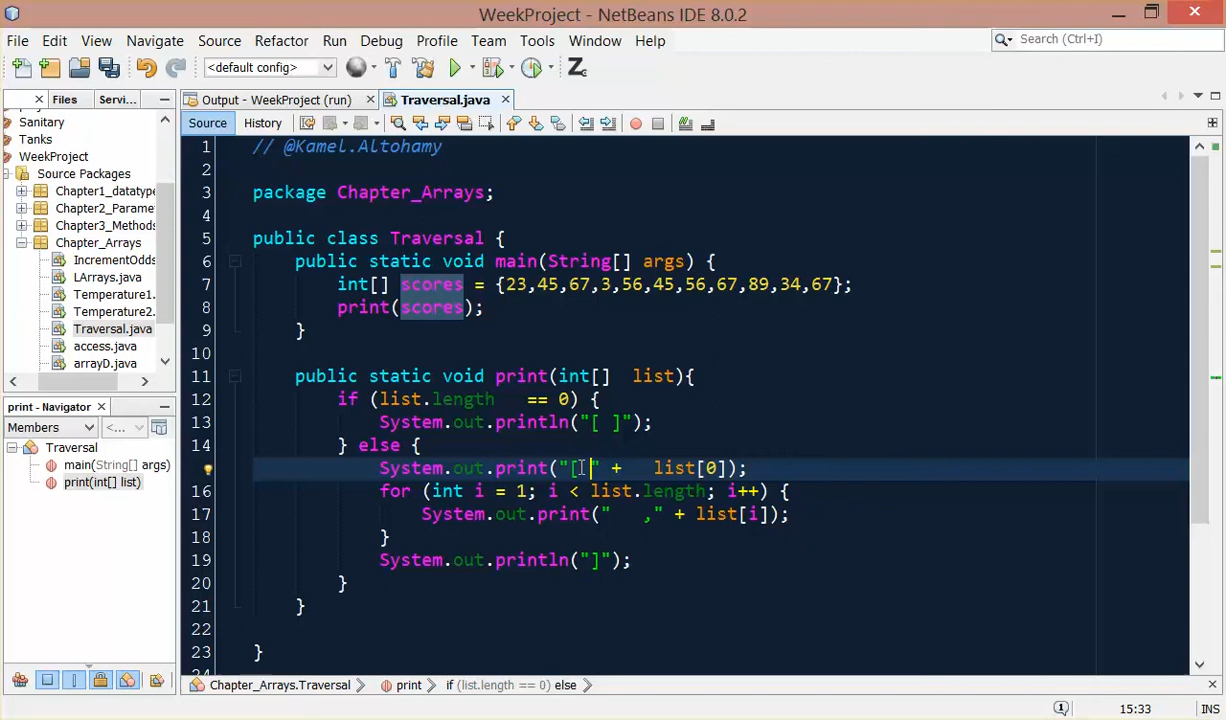 WeekProject - NetBeans IDE 8.0.2
File Edit View Navigate Source Refactor Run Debug Profile Team Tools Window Help
Search (Ctrl+I)
<default config>
Files Servi...
Output - WeekProject (run) Traversal.java
Source History
Sanitary
Tanks
WeekProject
Source Packages
Chapter1_datatype
Chapter2_Parame
Chapter3_Methods
Chapter_Arrays
IncrementOdds
LArrays.java
Temperature1.
Temperature2.
Traversal.java
access.java
arrayD.java
print - Navigator
Members <...
Traversal
main(String[] args)
print(int[] list)
1 // @Kamel.Altohamy
2
3 package Chapter_Arrays;
4
5 public class Traversal {
6 public static void main(String[] args) {
7 int[] scores = {23,45,67,3,56,45,56,67,89,34,67};
8 print(scores);
9 }
10
11 public static void print(int[]  list){
12 if (list.length   == 0) {
13 System.out.println("[ ]");
14 } else {
15 System.out.print("[ " +   list[0]);
16 for (int i = 1; i < list.length; i++) {
17 System.out.print("   ," + list[i]);
18 }
19 System.out.println("]");
20 }
21 }
22
23 }
Chapter_Arrays.Traversal print if (list.length == 0) else
15:33 INS